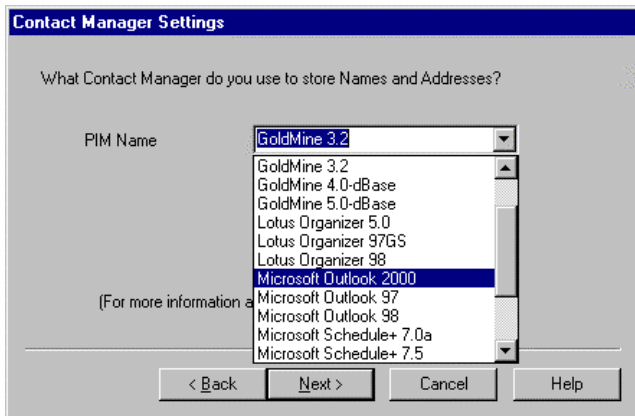 Contact Manager Settings
What Contact Manager do you use to store Names and Addresses?
PIM Name
GoldMine 3.2
GoldMine 3.2
GoldMine 4.0-dBase
GoldMine 5.0-dBase
Lotus Organizer 5.0
Lotus Organizer 97GS
Lotus Organizer 98
Microsoft Outlook 2000
(For more information a
Microsoft Outlook 97
Microsoft Outlook 98
Microsoft Schedule+ 7.0a
Microsoft Schedule+ 7.5
< Back
Next >
Cancel
Help